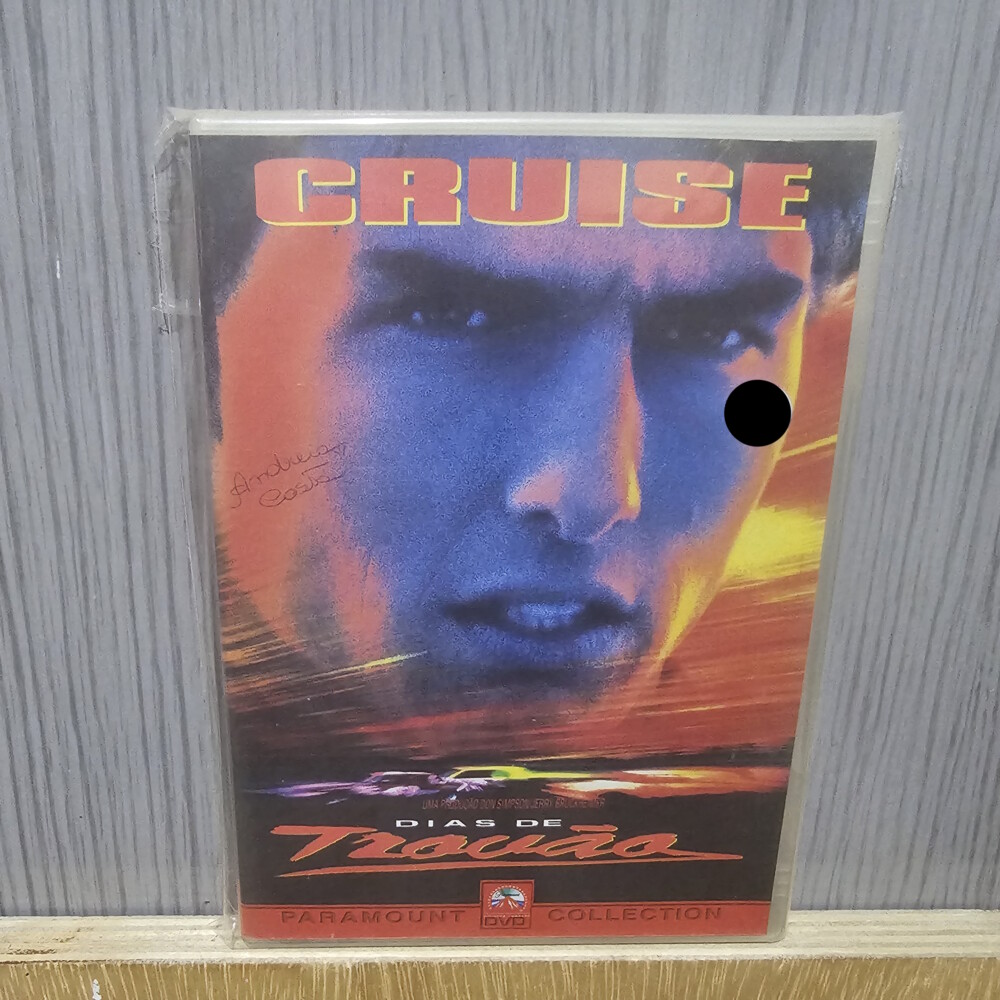 CRUISE
Andreia
Costa
UMA PRODUÇÃO DON SIMPSON/JERRY BRUCKHEIMER
DIAS DE
Trovão
PARAMOUNT DVD COLLECTION